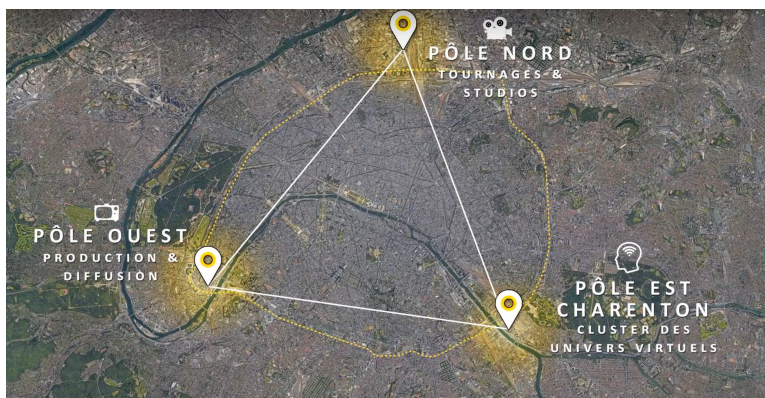 PÔLE NORD
TOURNAGES &
STUDIOS
PÔLE OUEST
PRODUCTION &
DIFFUSION
PÔLE EST
CHARENTON
CLUSTER DES
UNIVERS VIRTUELS